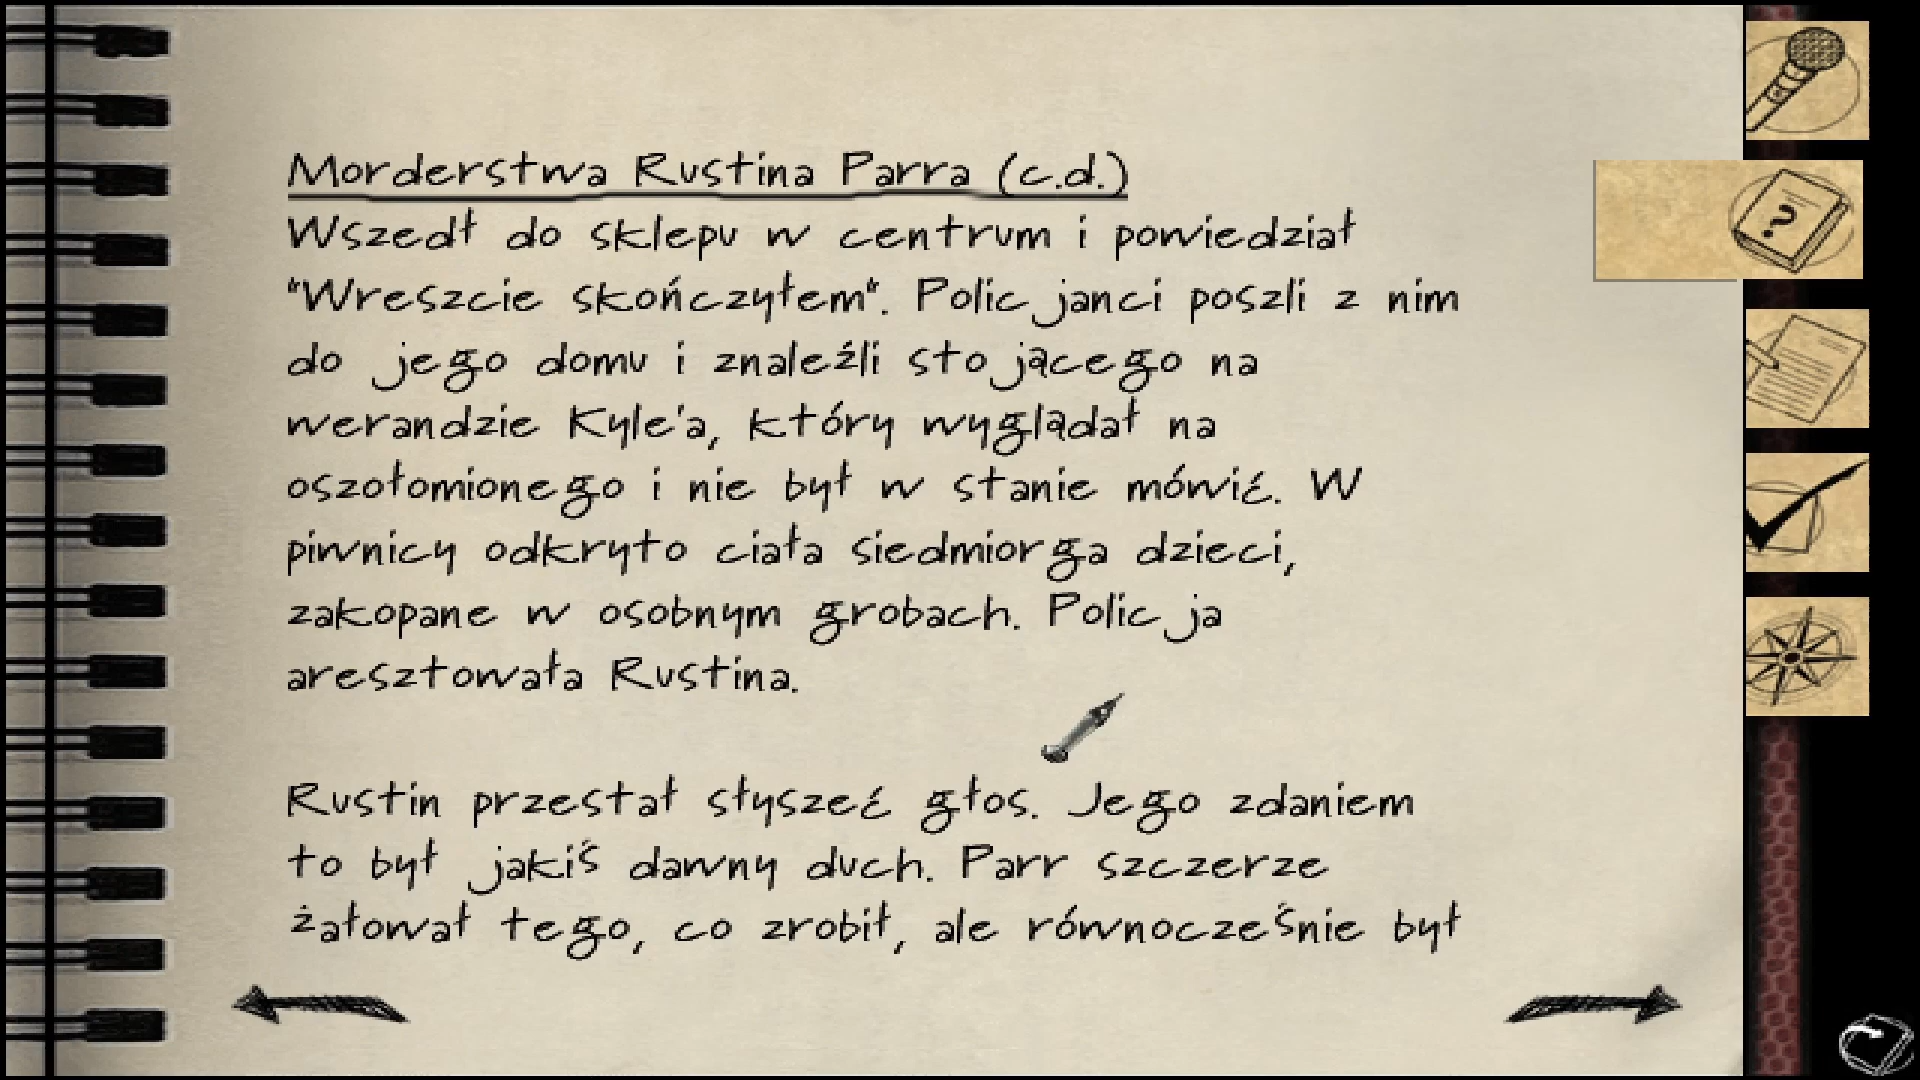 Morderstwa Rustina Parra (c.d.)
Wszedł do sklepu w centrum i powiedział
"Wreszcie skończyłem". Policjanci poszli z nim
do jego domu i znaleźli stojącego na
werandzie Kyle'a, który wyglądał na
oszołomionego i nie był w stanie mówić. W
piwnicy odkryto ciała siedmiorga dzieci,
zakopane w osobnym grobach. Policja
aresztowała Rustina.
Rustin przestał słyszeć głos. Jego zdaniem
to był jakiś dawny duch. Parr szczerze
żałował tego, co zrobił, ale równocześnie był
?